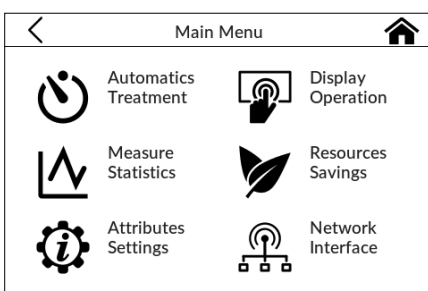 Main Menu
Automatics
Treatment
Display
Operation
Measure
Statistics
Resources
Savings
Attributes
Settings
Network
Interface